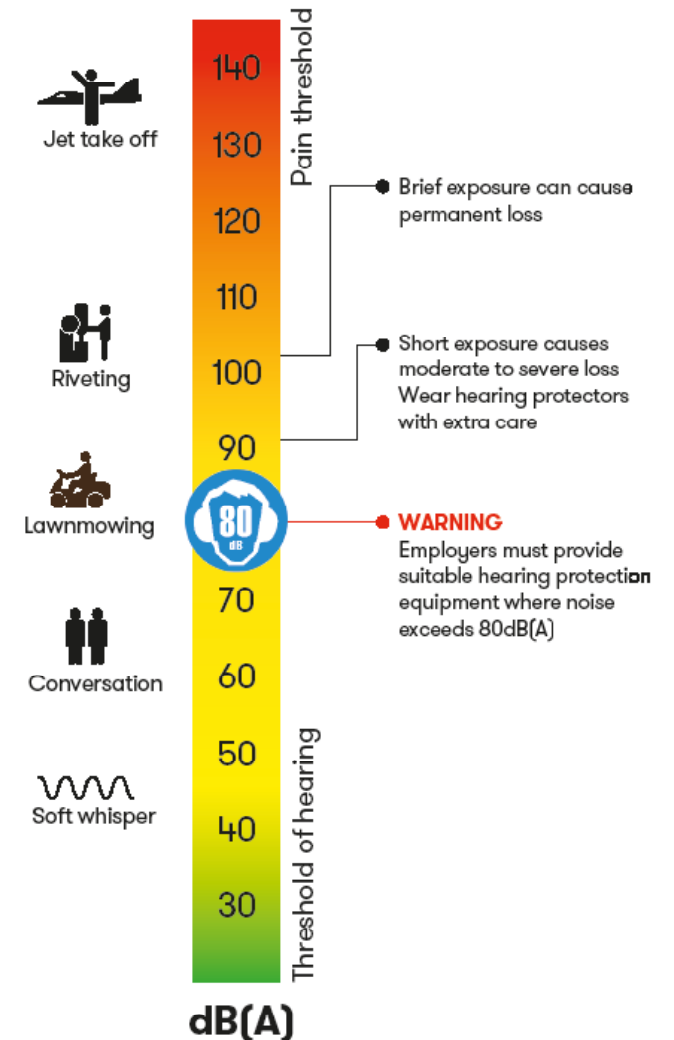 140
Pain threshold
Jet take off
130
Brief exposure can cause
permanent loss
120
110
Short exposure causes
moderate to severe loss
Wear hearing protectors
with extra care
Riveting
100
90
80
dB
Lawnmowing
WARNING
Employers must provide
suitable hearing protection
equipment where noise
exceeds 80dB(A)
70
Conversation
60
50
Threshold of hearing
Soft whisper
40
30
dB(A)